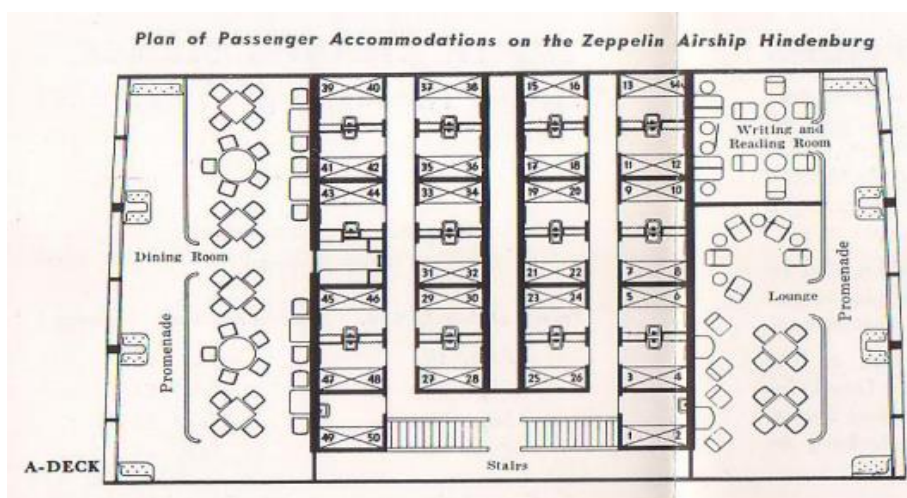 Plan of Passenger Accommodations on the Zeppelin Airship Hindenburg
39 40 37 38 15 16 13 14
Writing and
Reading Room
41 42 35 36 17 18 11 12
43 44 33 34 19 20 9 10
Dining Room
31 32 21 22 7 8
45 46 29 30 23 24 5 6
Lounge
Promenade
Promenade
47 48 27 28 25 26 3 4
49 50 1 2
Stairs
A-DECK